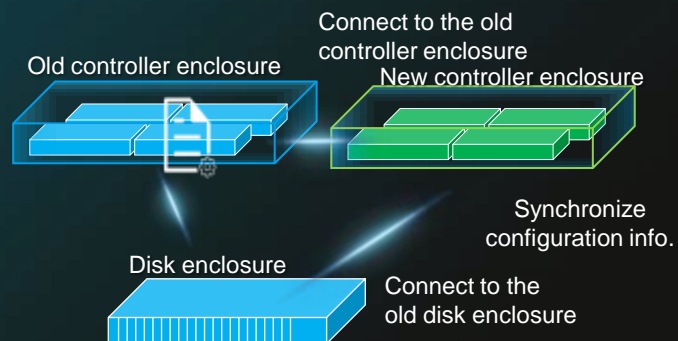 Connect to the old
controller enclosure
Old controller enclosure
New controller enclosure
Synchronize
configuration info.
Disk enclosure
Connect to the
old disk enclosure